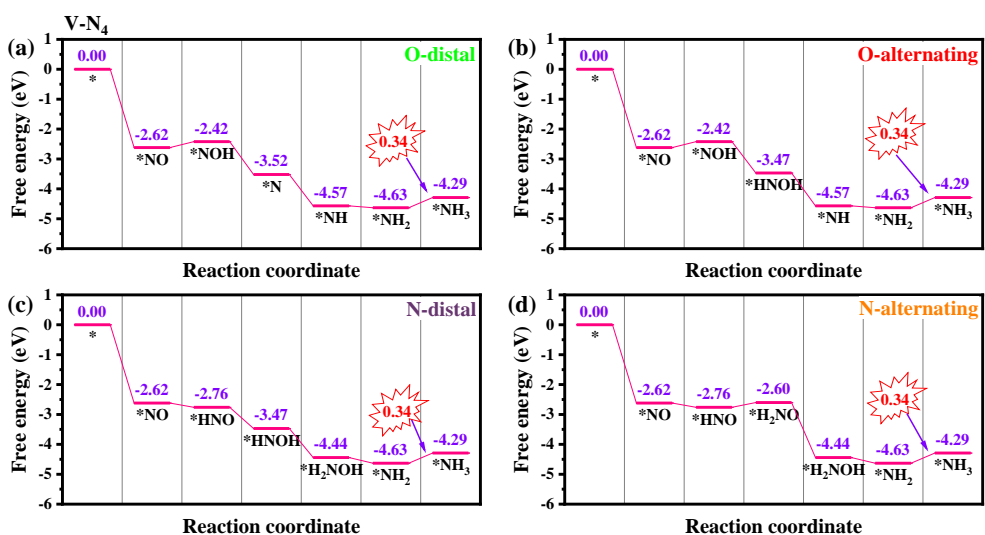 V-N₄
(a)
O-distal
Free energy (eV)
1
0
-1
-2
-3
-4
-5
-6
0.00
*
−2.62
*NO
−2.42
*NOH
−3.52
*N
−4.57
*NH
−4.63
*NH₂
0.34
−4.29
*NH₃
Reaction coordinate
(b)
O-alternating
Free energy (eV)
1
0
-1
-2
-3
-4
-5
-6
0.00
*
−2.62
*NO
−2.42
*NOH
−3.47
*HNOH
−4.57
*NH
−4.63
*NH₂
0.34
−4.29
*NH₃
Reaction coordinate
(c)
N-distal
Free energy (eV)
1
0
-1
-2
-3
-4
-5
-6
0.00
*
−2.62
*NO
−2.76
*HNO
−3.47
*HNOH
−4.44
*H₂NOH
−4.63
*NH₂
0.34
−4.29
*NH₃
Reaction coordinate
(d)
N-alternating
Free energy (eV)
1
0
-1
-2
-3
-4
-5
-6
0.00
*
−2.62
*NO
−2.76
*HNO
−2.60
*H₂NO
−4.44
*H₂NOH
−4.63
*NH₂
0.34
−4.29
*NH₃
Reaction coordinate